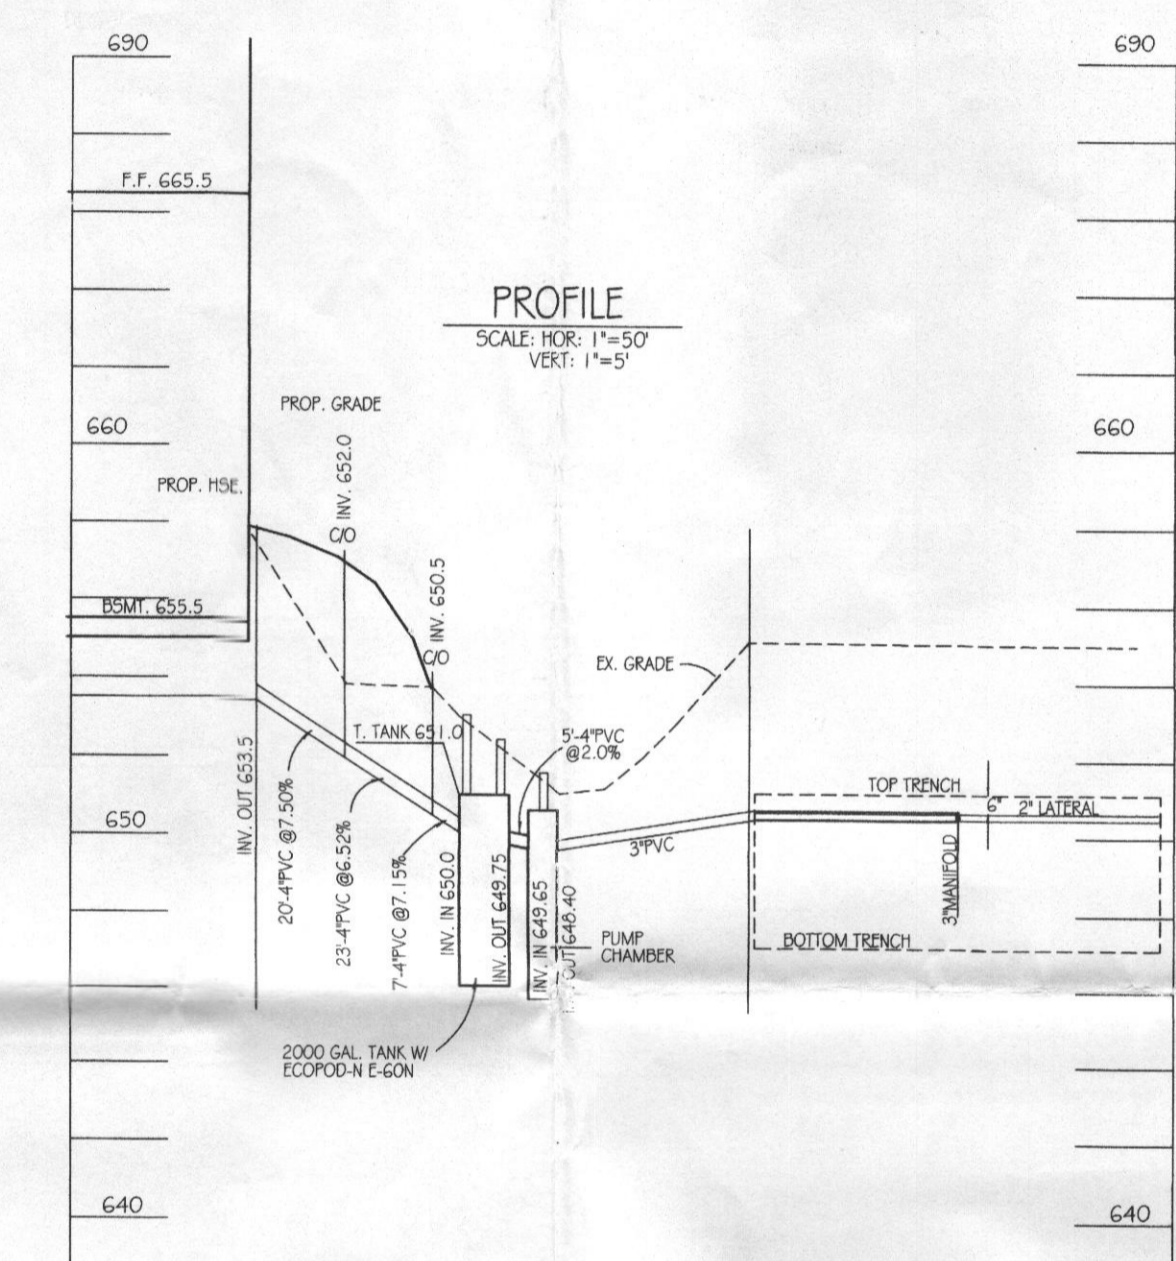 690
690
F.F. 665.5
PROFILE
SCALE: HOR: 1"=50'
VERT: 1"=5'
PROP. GRADE
660
660
PROP. HSE.
C/O INV. 652.0
C/O INV. 650.5
BSMT. 655.5
EX. GRADE
T. TANK 651.0
5'-4"PVC
@2.0%
INV. OUT 653.5
20'-4"PVC @7.50%
23'-4"PVC @6.52%
7'-4"PVC @7.15%
INV. IN 650.0
INV. OUT 649.75
INV. IN 649.65
OUT 648.40
TOP TRENCH
6"
2" LATERAL
650
3"PVC
3"MANIFOLD
PUMP
CHAMBER
BOTTOM TRENCH
2000 GAL. TANK W/
ECOPOD-N E-60N
640
640